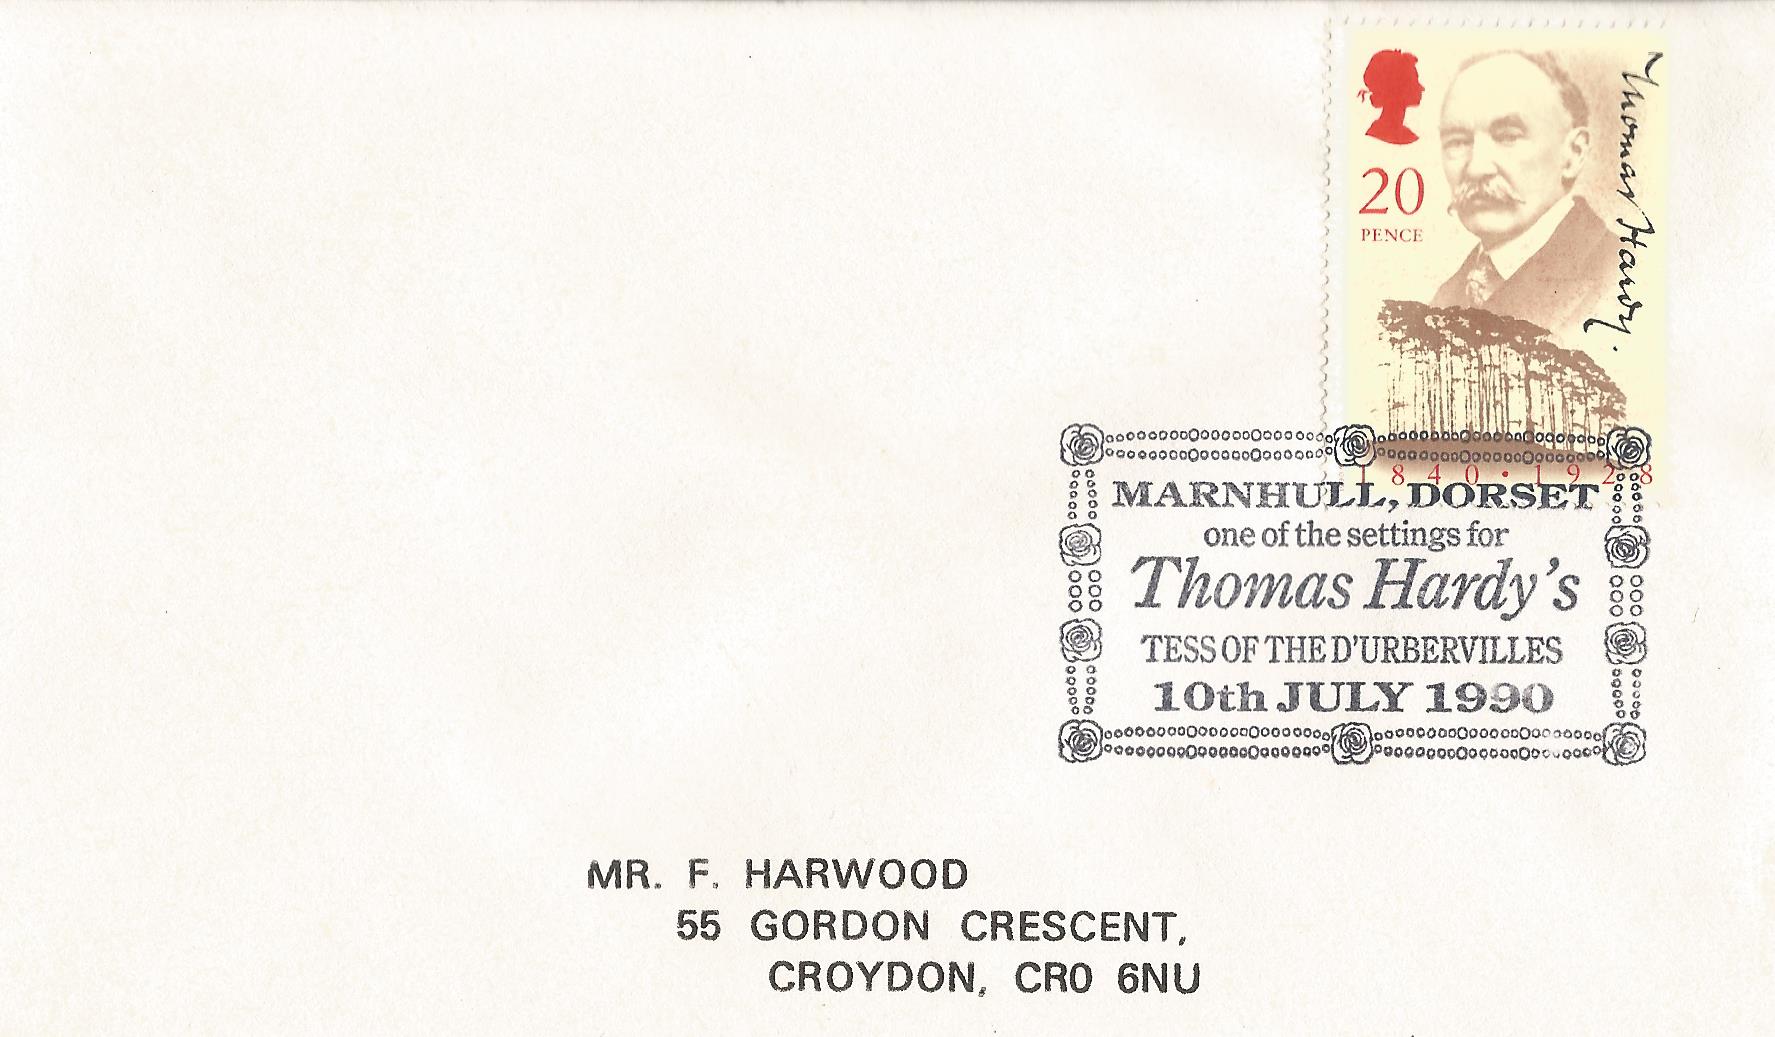 20
PENCE
Thomas Hardy.
1840·1928
MARNHULL, DORSET
one of the settings for
Thomas Hardy's
TESS OF THE D'URBERVILLES
10th JULY 1990
MR. F. HARWOOD
55 GORDON CRESCENT,
CROYDON, CR0 6NU